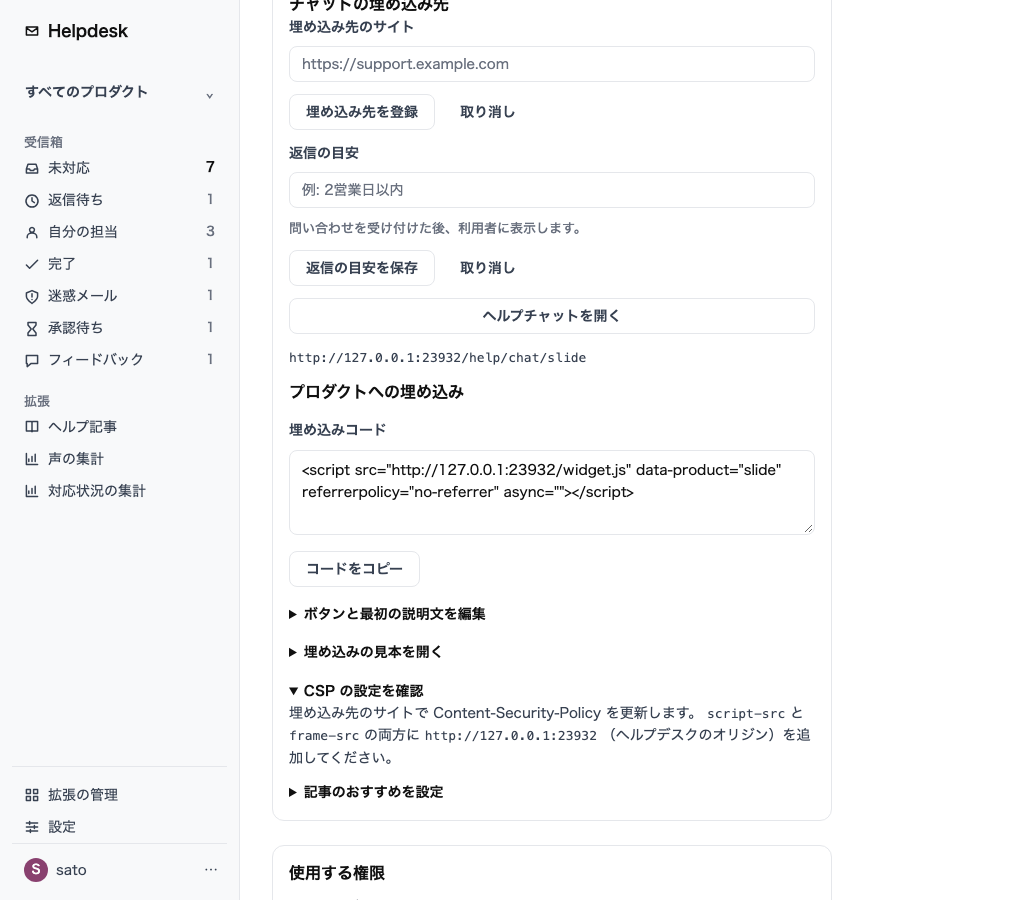 Helpdesk
すべてのプロダクト
受信箱
未対応 7
返信待ち 1
自分の担当 3
完了 1
迷惑メール 1
承認待ち 1
フィードバック 1
拡張
ヘルプ記事
声の集計
対応状況の集計
拡張の管理
設定
S sato ...
チャットの埋め込み先
埋め込み先のサイト
https://support.example.com
埋め込み先を登録 取り消し
返信の目安
例: 2営業日以内
問い合わせを受け付けた後、利用者に表示します。
返信の目安を保存 取り消し
ヘルプチャットを開く
http://127.0.0.1:23932/help/chat/slide
プロダクトへの埋め込み
埋め込みコード
<script src="http://127.0.0.1:23932/widget.js" data-product="slide"
referrerpolicy="no-referrer" async=""></script>
コードをコピー
ボタンと最初の説明文を編集
埋め込みの見本を開く
CSP の設定を確認
埋め込み先のサイトで Content-Security-Policy を更新します。 script-src と
frame-src の両方に http://127.0.0.1:23932 （ヘルプデスクのオリジン）を追
加してください。
記事のおすすめを設定
使用する権限